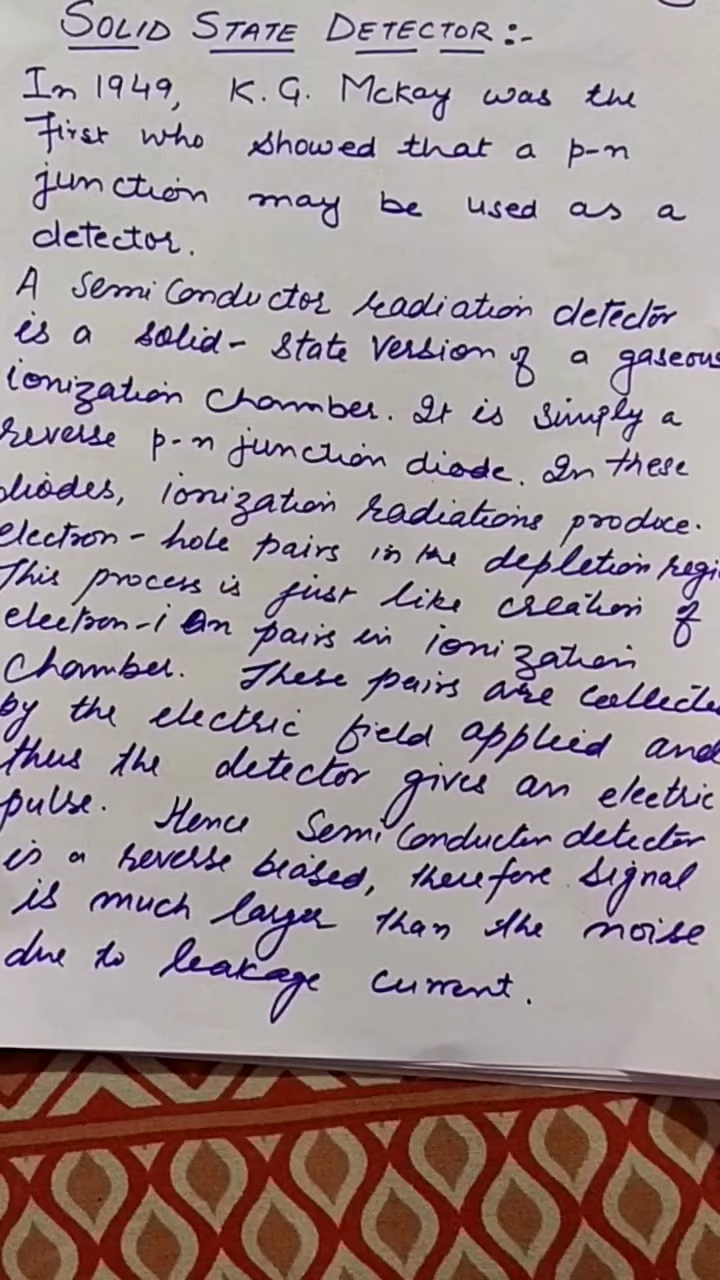 SOLID STATE DETECTOR:-
In 1949, K.G. Mckay was the
first who showed that a p-n
junction may be used as a
detector.
A semiconductor radiation detector
is a solid-state version of a gaseous
ionization chamber. It is simply a
reverse p-n junction diode. In these
diodes, ionization radiations produce.
electron-hole pairs in the depletion regi
This process is just like creation of
electron-ion pairs in ionization
chamber. These pairs are collected
by the electric field applied and
thus the detector gives an electric
pulse. Hence semiconductor detector
is a reverse biased, therefore signal
is much larger than the noise
due to leakage current.